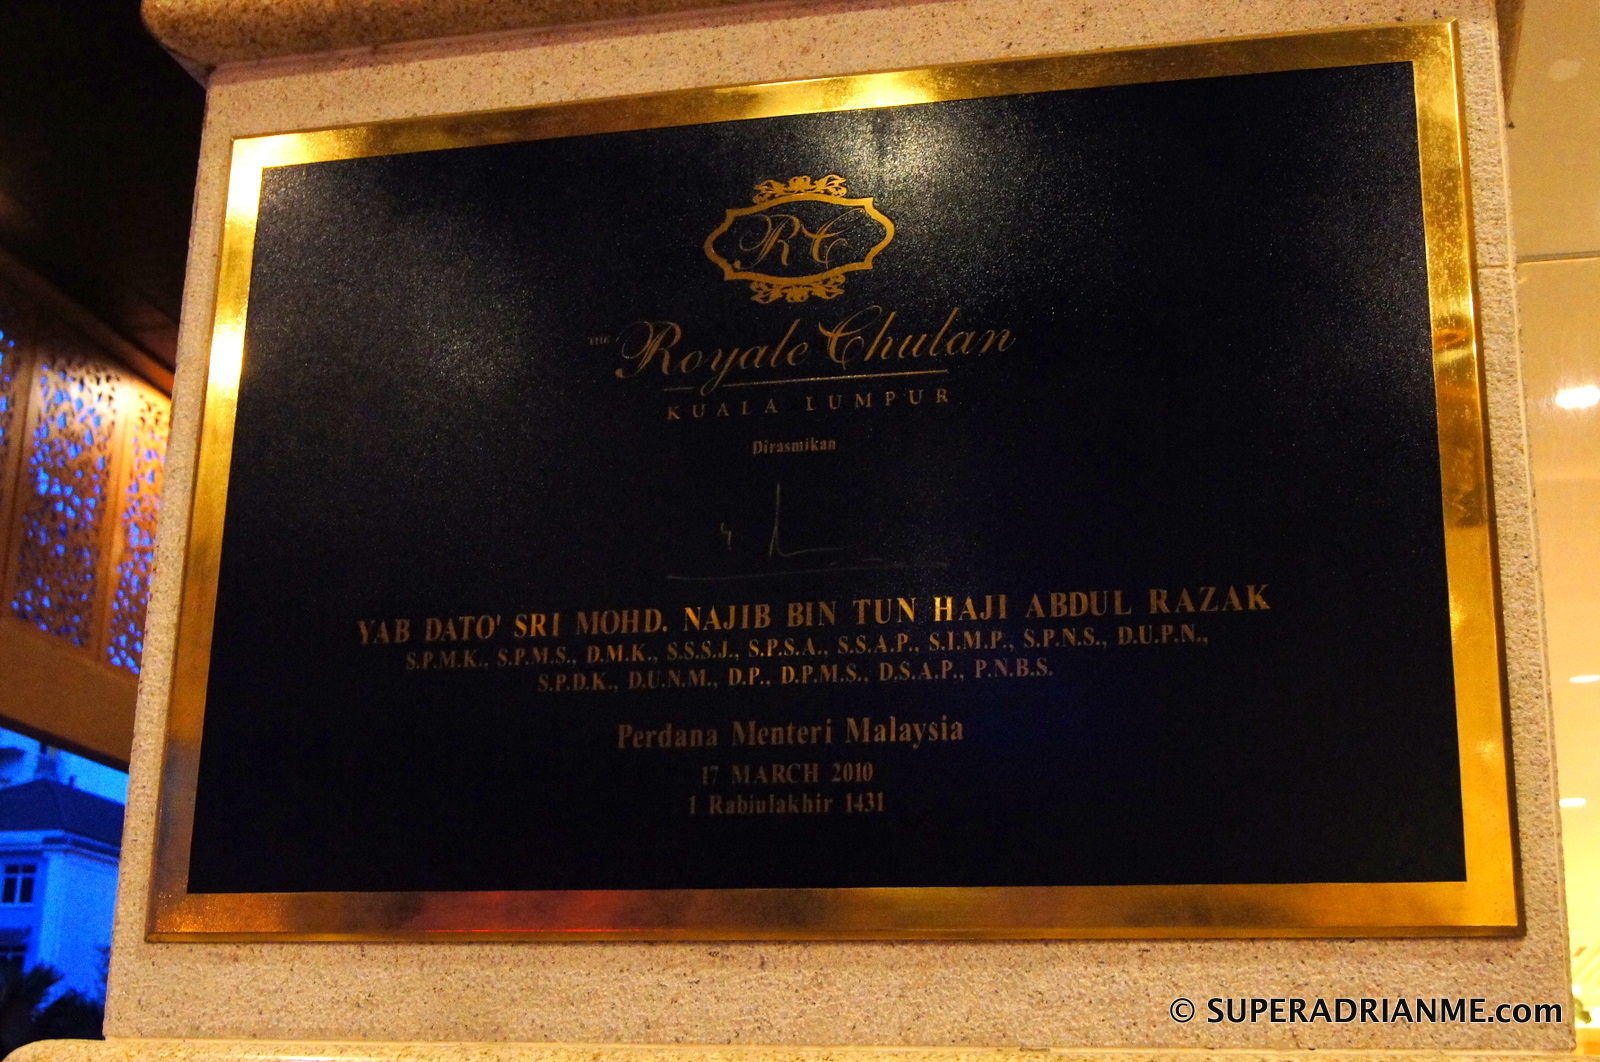 RC
THE Royale Chulan
KUALA LUMPUR
Dirasmikan
YAB DATO' SRI MOHD. NAJIB BIN TUN HAJI ABDUL RAZAK
S.P.M.K., S.P.M.S., D.M.K., S.S.S.J., S.P.S.A., S.S.A.P., S.I.M.P., S.P.N.S., D.U.P.N.,
S.P.D.K., D.U.N.M., D.P., D.P.M.S., D.S.A.P., P.N.B.S.
Perdana Menteri Malaysia
17 MARCH 2010
1 Rabiulakhir 1431
© SUPERADRIANME.com